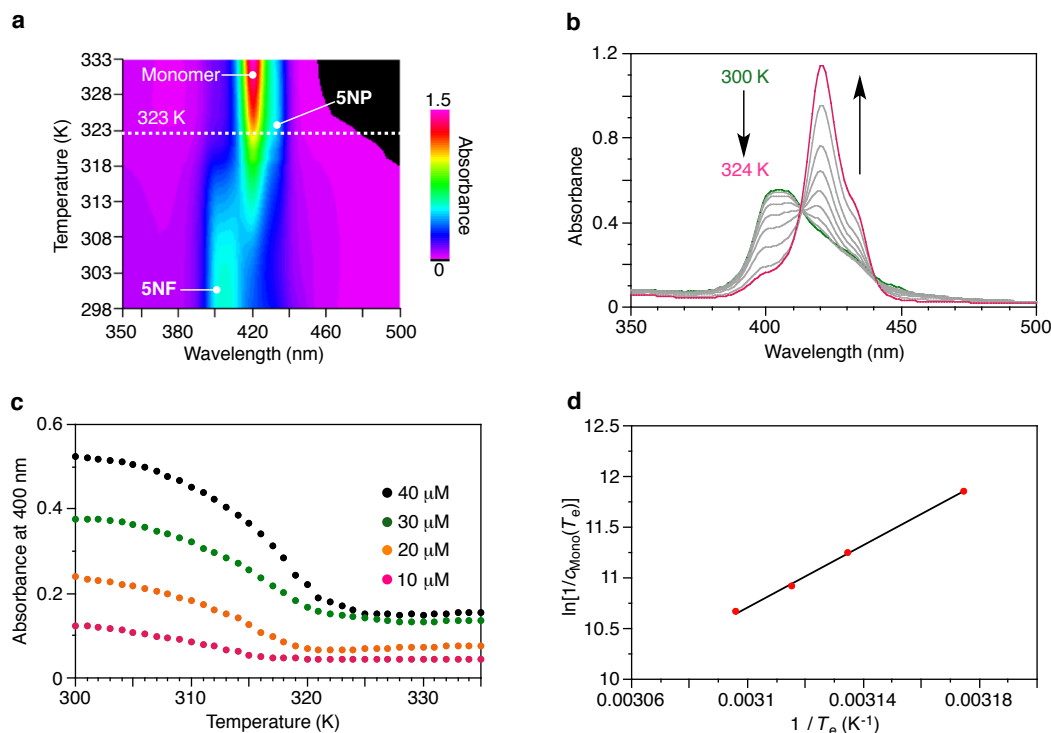 a
333
328
323
318
313
308
303
298
Temperature (K)
Monomer
5NP
323 K
5NF
350
380
420
460
500
Wavelength (nm)
1.5
0
Absorbance
b
1.2
0.8
0.4
0
Absorbance
300 K
324 K
350
400
450
500
Wavelength (nm)
c
0.6
0.4
0.2
0
Absorbance at 400 nm
40 μM
30 μM
20 μM
10 μM
300
310
320
330
Temperature (K)
d
12.5
12
11.5
11
10.5
10
ln[1/cMono(Te)]
0.00306
0.0031
0.00314
0.00318
1 / Te (K-1)